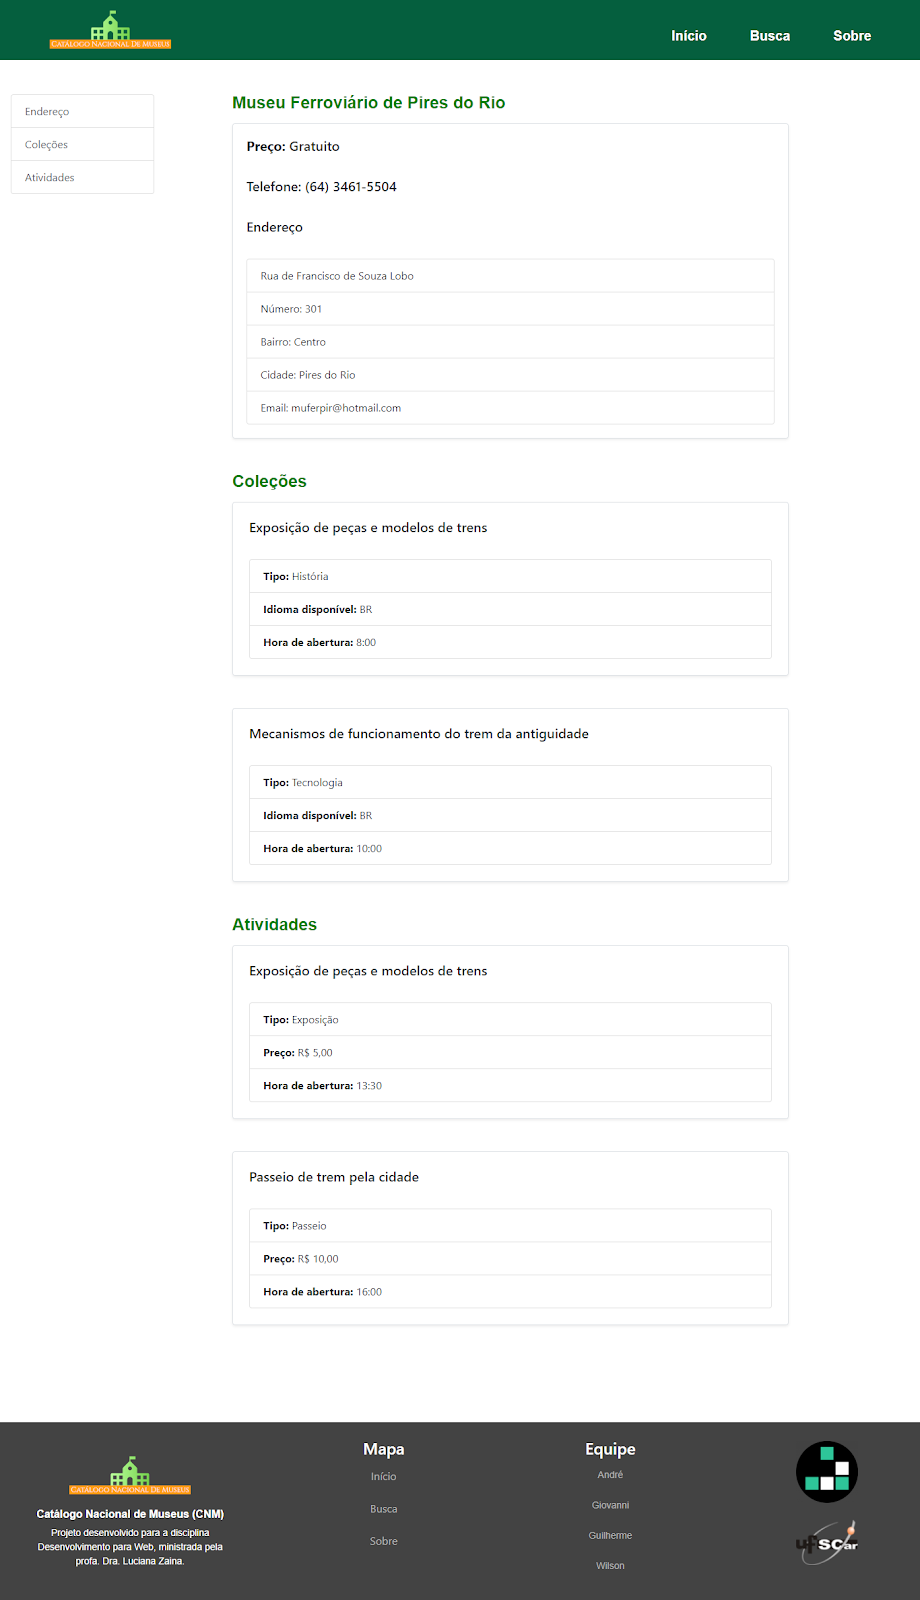 CATÁLOGO NACIONAL DE MUSEUS
Início
Busca
Sobre
Endereço
Coleções
Atividades
Museu Ferroviário de Pires do Rio
Preço: Gratuito
Telefone: (64) 3461-5504
Endereço
Rua de Francisco de Souza Lobo
Número: 301
Bairro: Centro
Cidade: Pires do Rio
Email: muferpir@hotmail.com
Coleções
Exposição de peças e modelos de trens
Tipo: História
Idioma disponível: BR
Hora de abertura: 8:00
Mecanismos de funcionamento do trem da antiguidade
Tipo: Tecnologia
Idioma disponível: BR
Hora de abertura: 10:00
Atividades
Exposição de peças e modelos de trens
Tipo: Exposição
Preço: R$ 5,00
Hora de abertura: 13:30
Passeio de trem pela cidade
Tipo: Passeio
Preço: R$ 10,00
Hora de abertura: 16:00
CATÁLOGO NACIONAL DE MUSEUS
Catálogo Nacional de Museus (CNM)
Projeto desenvolvido para a disciplina
Desenvolvimento para Web, ministrada pela
profa. Dra. Luciana Zaina.
Mapa
Início
Busca
Sobre
Equipe
André
Giovanni
Guilherme
Wilson
ufscar